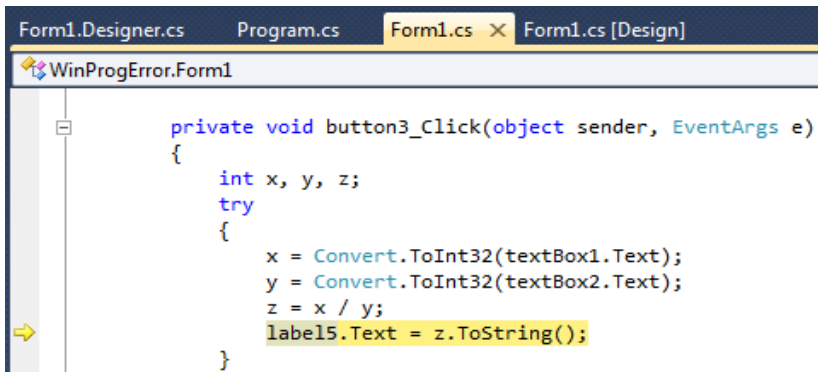 Form1.Designer.cs Program.cs Form1.cs Form1.cs [Design]
WinProgError.Form1
private void button3_Click(object sender, EventArgs e)
{
int x, y, z;
try
{
x = Convert.ToInt32(textBox1.Text);
y = Convert.ToInt32(textBox2.Text);
z = x / y;
label5.Text = z.ToString();
}